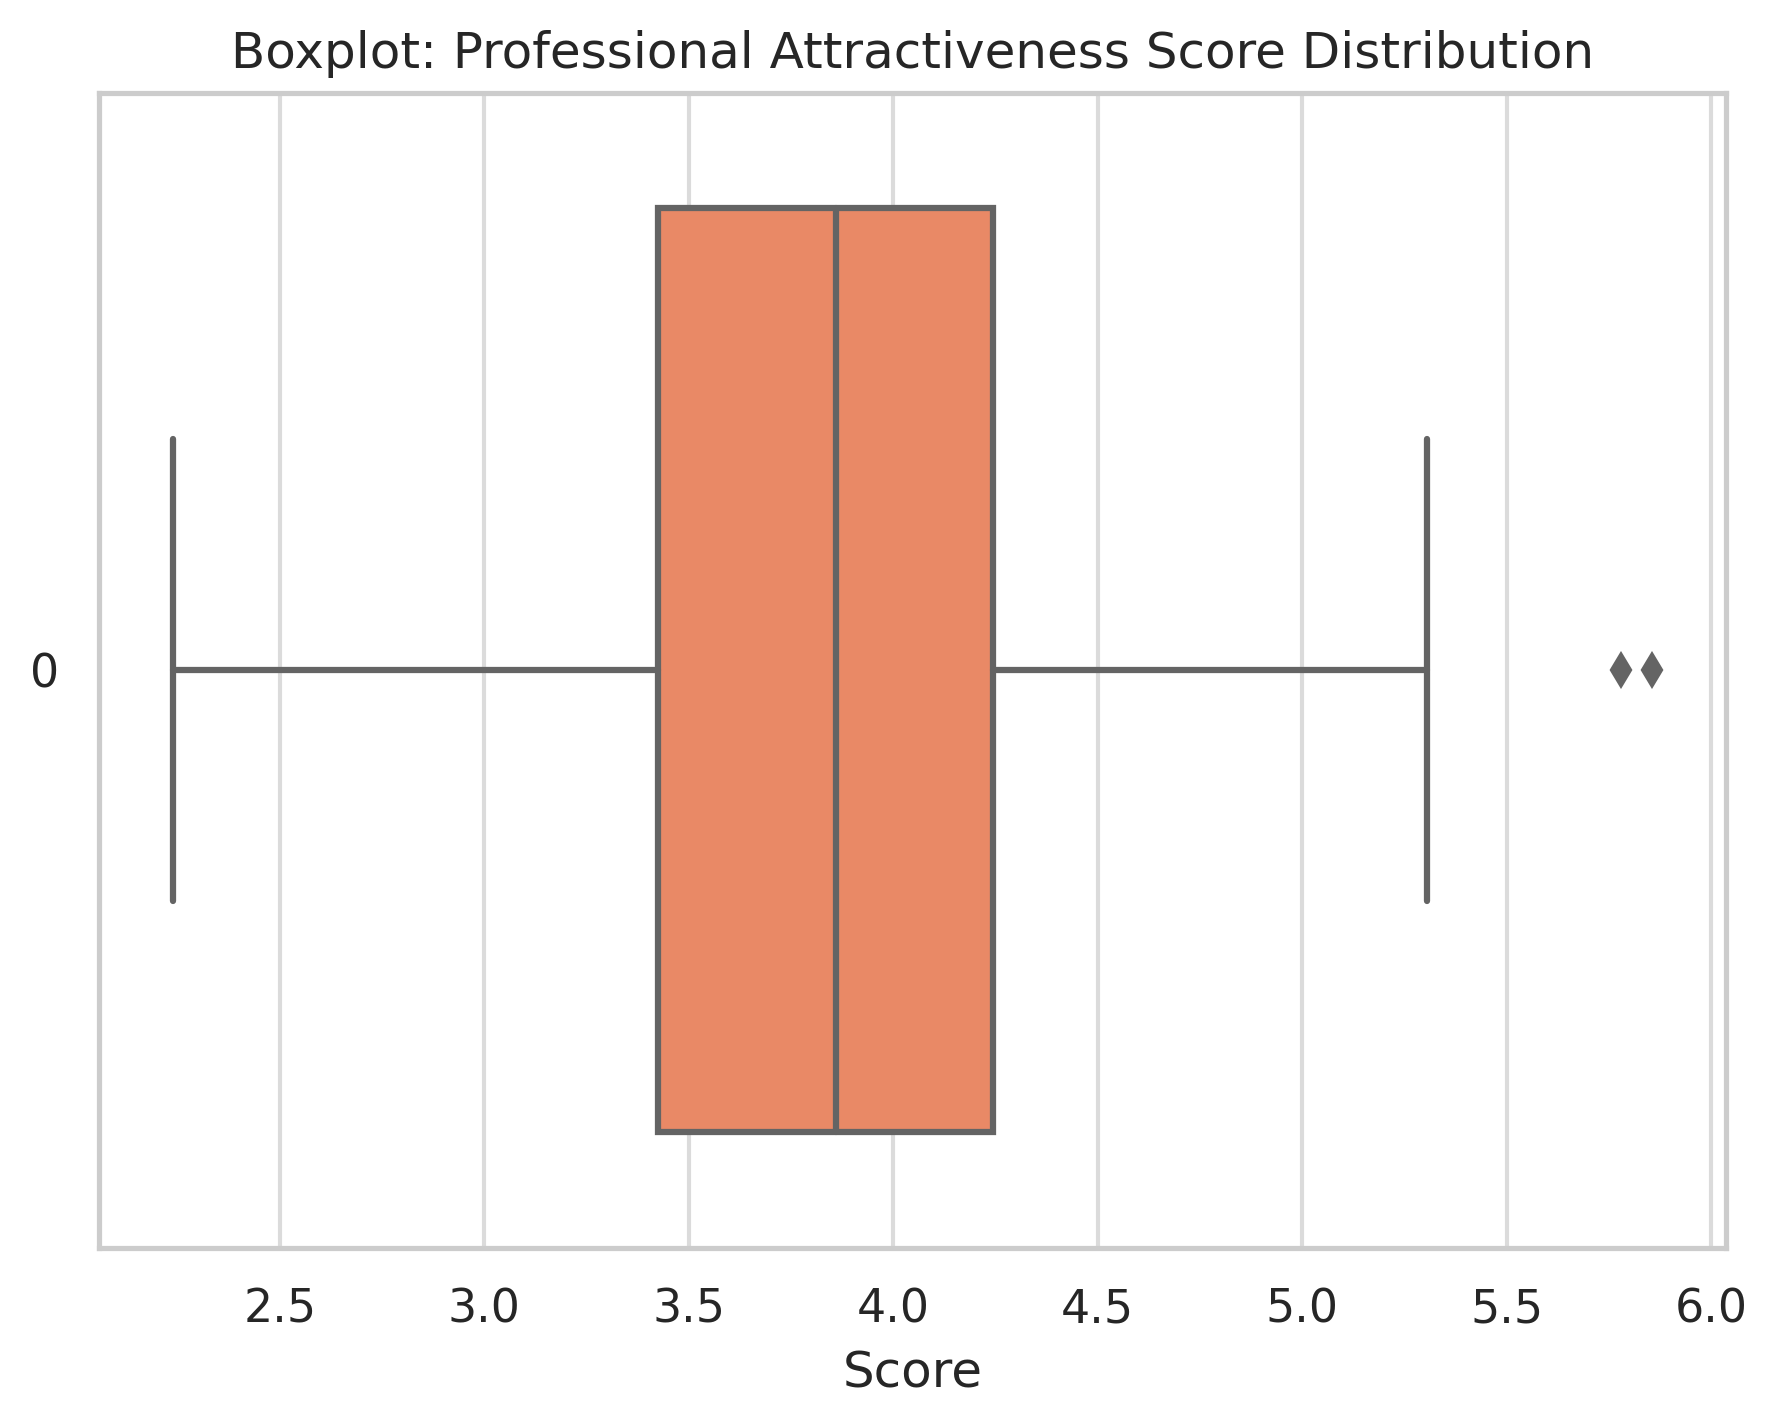 Boxplot: Professional Attractiveness Score Distribution
0
2.5 3.0 3.5 4.0 4.5 5.0 5.5 6.0
Score